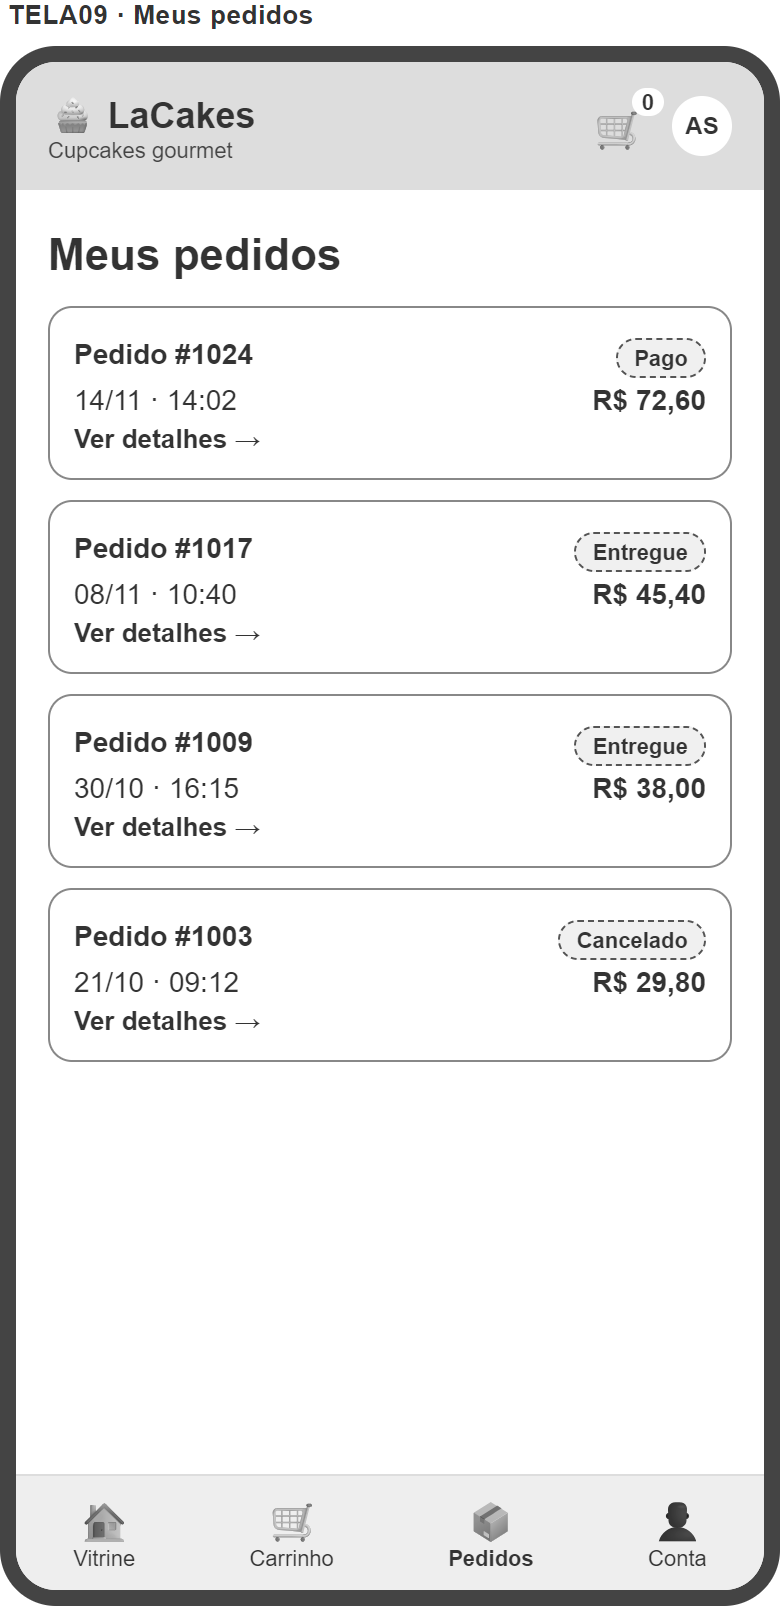 TELA09 · Meus pedidos
LaCakes
Cupcakes gourmet
0
AS
Meus pedidos
Pedido #1024
Pago
14/11 · 14:02
R$ 72,60
Ver detalhes →
Pedido #1017
Entregue
08/11 · 10:40
R$ 45,40
Ver detalhes →
Pedido #1009
Entregue
30/10 · 16:15
R$ 38,00
Ver detalhes →
Pedido #1003
Cancelado
21/10 · 09:12
R$ 29,80
Ver detalhes →
Vitrine
Carrinho
Pedidos
Conta